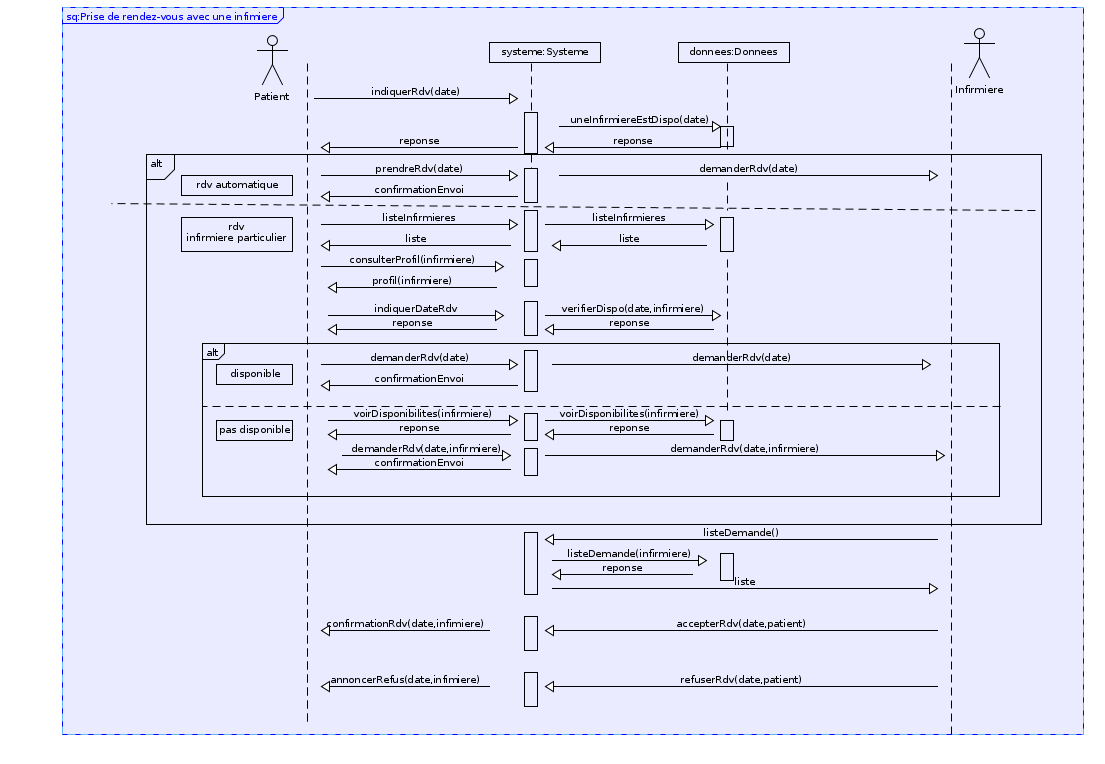 sq:Prise de rendez-vous avec une infimiere
systeme:Systeme
donnees:Donnees
Patient
Infirmiere
indiquerRdv(date)
uneInfirmiereEstDispo(date)
reponse
reponse
alt
prendreRdv(date)
demanderRdv(date)
rdv automatique
confirmationEnvoi
rdv
infirmiere particulier
listeInfirmieres
listeInfirmieres
liste
liste
consulterProfil(infirmiere)
profil(infirmiere)
indiquerDateRdv
verifierDispo(date,infirmiere)
reponse
reponse
alt
demanderRdv(date)
demanderRdv(date)
disponible
confirmationEnvoi
voirDisponibilites(infirmiere)
voirDisponibilites(infirmiere)
pas disponible
reponse
reponse
demanderRdv(date,infirmiere)
demanderRdv(date,infirmiere)
confirmationEnvoi
listeDemande()
listeDemande(infirmiere)
reponse
liste
confirmationRdv(date,infimiere)
accepterRdv(date,patient)
annoncerRefus(date,infimiere)
refuserRdv(date,patient)